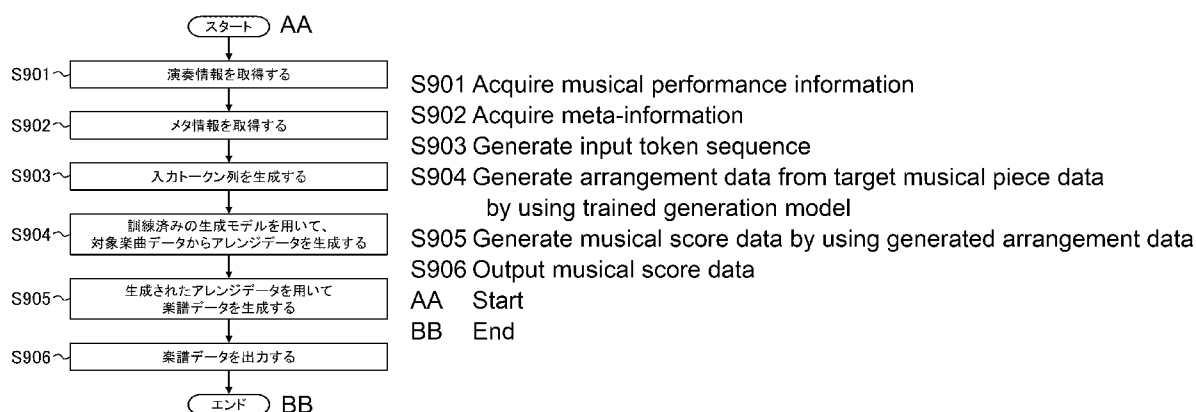 スタート AA
S901 演奏情報を取得する
S902 メタ情報を取得する
S903 入力トークン列を生成する
S904 訓練済みの生成モデルを用いて、
対象楽曲データからアレンジデータを生成する
S905 生成されたアレンジデータを用いて
楽譜データを生成する
S906 楽譜データを出力する
エンド BB
S901 Acquire musical performance information
S902 Acquire meta-information
S903 Generate input token sequence
S904 Generate arrangement data from target musical piece data
by using trained generation model
S905 Generate musical score data by using generated arrangement data
S906 Output musical score data
AA Start
BB End